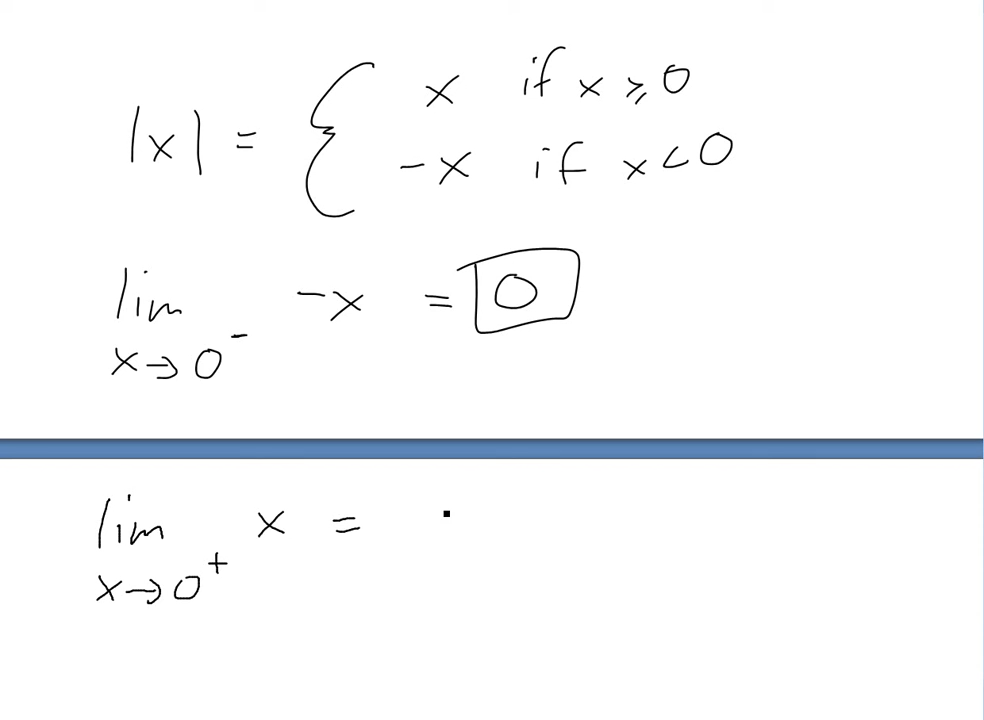 |x| = { x if x ≥ 0
-x if x < 0
lim -x = 0
x→0⁻
lim x =
x→0⁺